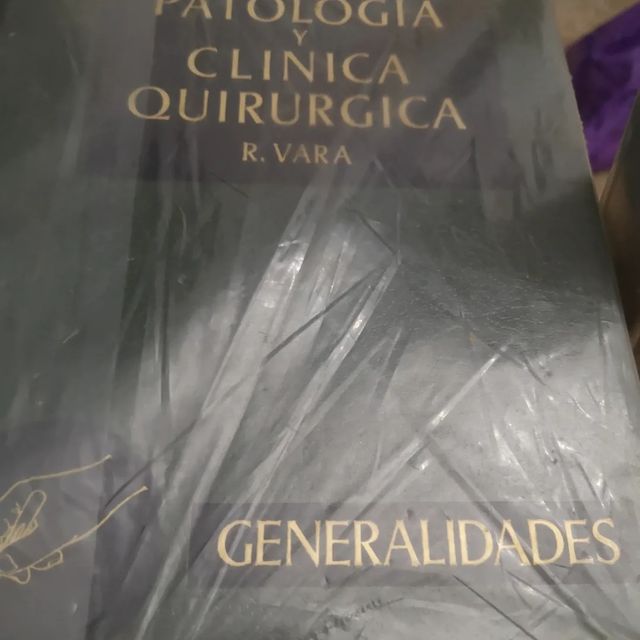 PATOLOGIA
Y
CLINICA
QUIRURGICA
R. VARA
GENERALIDADES